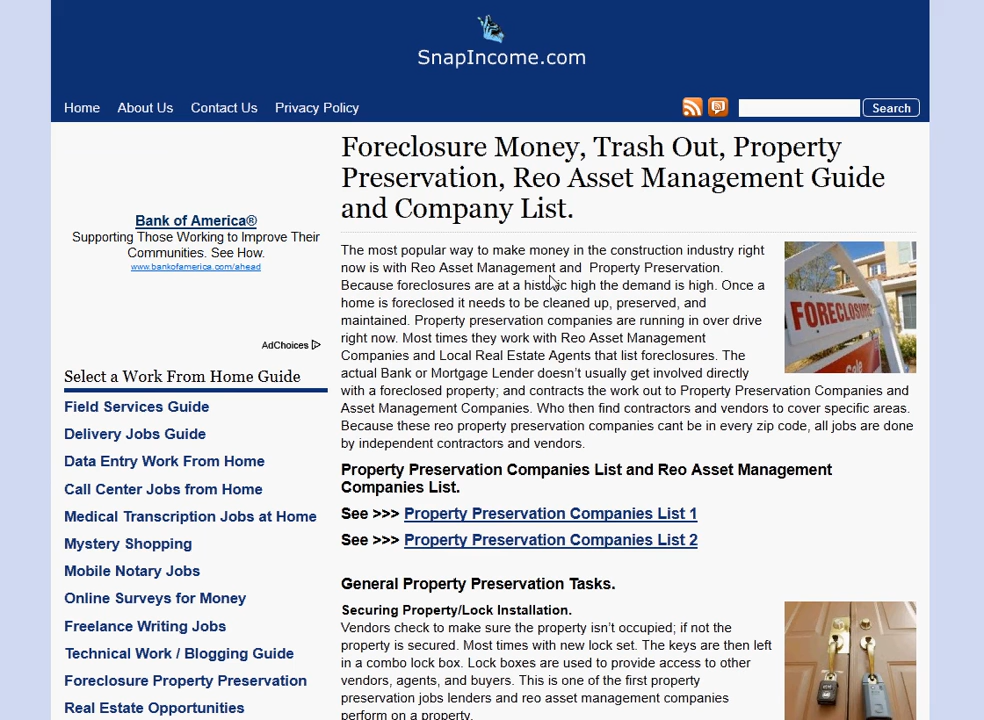 SnapIncome.com
Home About Us Contact Us Privacy Policy
Search
Bank of America®
Supporting Those Working to Improve Their
Communities. See How.
www.bankofamerica.com/ahead
AdChoices
Select a Work From Home Guide
Field Services Guide
Delivery Jobs Guide
Data Entry Work From Home
Call Center Jobs from Home
Medical Transcription Jobs at Home
Mystery Shopping
Mobile Notary Jobs
Online Surveys for Money
Freelance Writing Jobs
Technical Work / Blogging Guide
Foreclosure Property Preservation
Real Estate Opportunities
Foreclosure Money, Trash Out, Property
Preservation, Reo Asset Management Guide
and Company List.
The most popular way to make money in the construction industry right
now is with Reo Asset Management and Property Preservation.
Because foreclosures are at a historic high the demand is high. Once a
home is foreclosed it needs to be cleaned up, preserved, and
maintained. Property preservation companies are running in over drive
right now. Most times they work with Reo Asset Management
Companies and Local Real Estate Agents that list foreclosures. The
actual Bank or Mortgage Lender doesn't usually get involved directly
with a foreclosed property; and contracts the work out to Property Preservation Companies and
Asset Management Companies. Who then find contractors and vendors to cover specific areas.
Because these reo property preservation companies cant be in every zip code, all jobs are done
by independent contractors and vendors.
FORECLOSURE
Sale
Property Preservation Companies List and Reo Asset Management
Companies List.
See >>> Property Preservation Companies List 1
See >>> Property Preservation Companies List 2
General Property Preservation Tasks.
Securing Property/Lock Installation.
Vendors check to make sure the property isn't occupied; if not the
property is secured. Most times with new lock set. The keys are then left
in a combo lock box. Lock boxes are used to provide access to other
vendors, agents, and buyers. This is one of the first property
preservation jobs lenders and reo asset management companies
perform on a property.